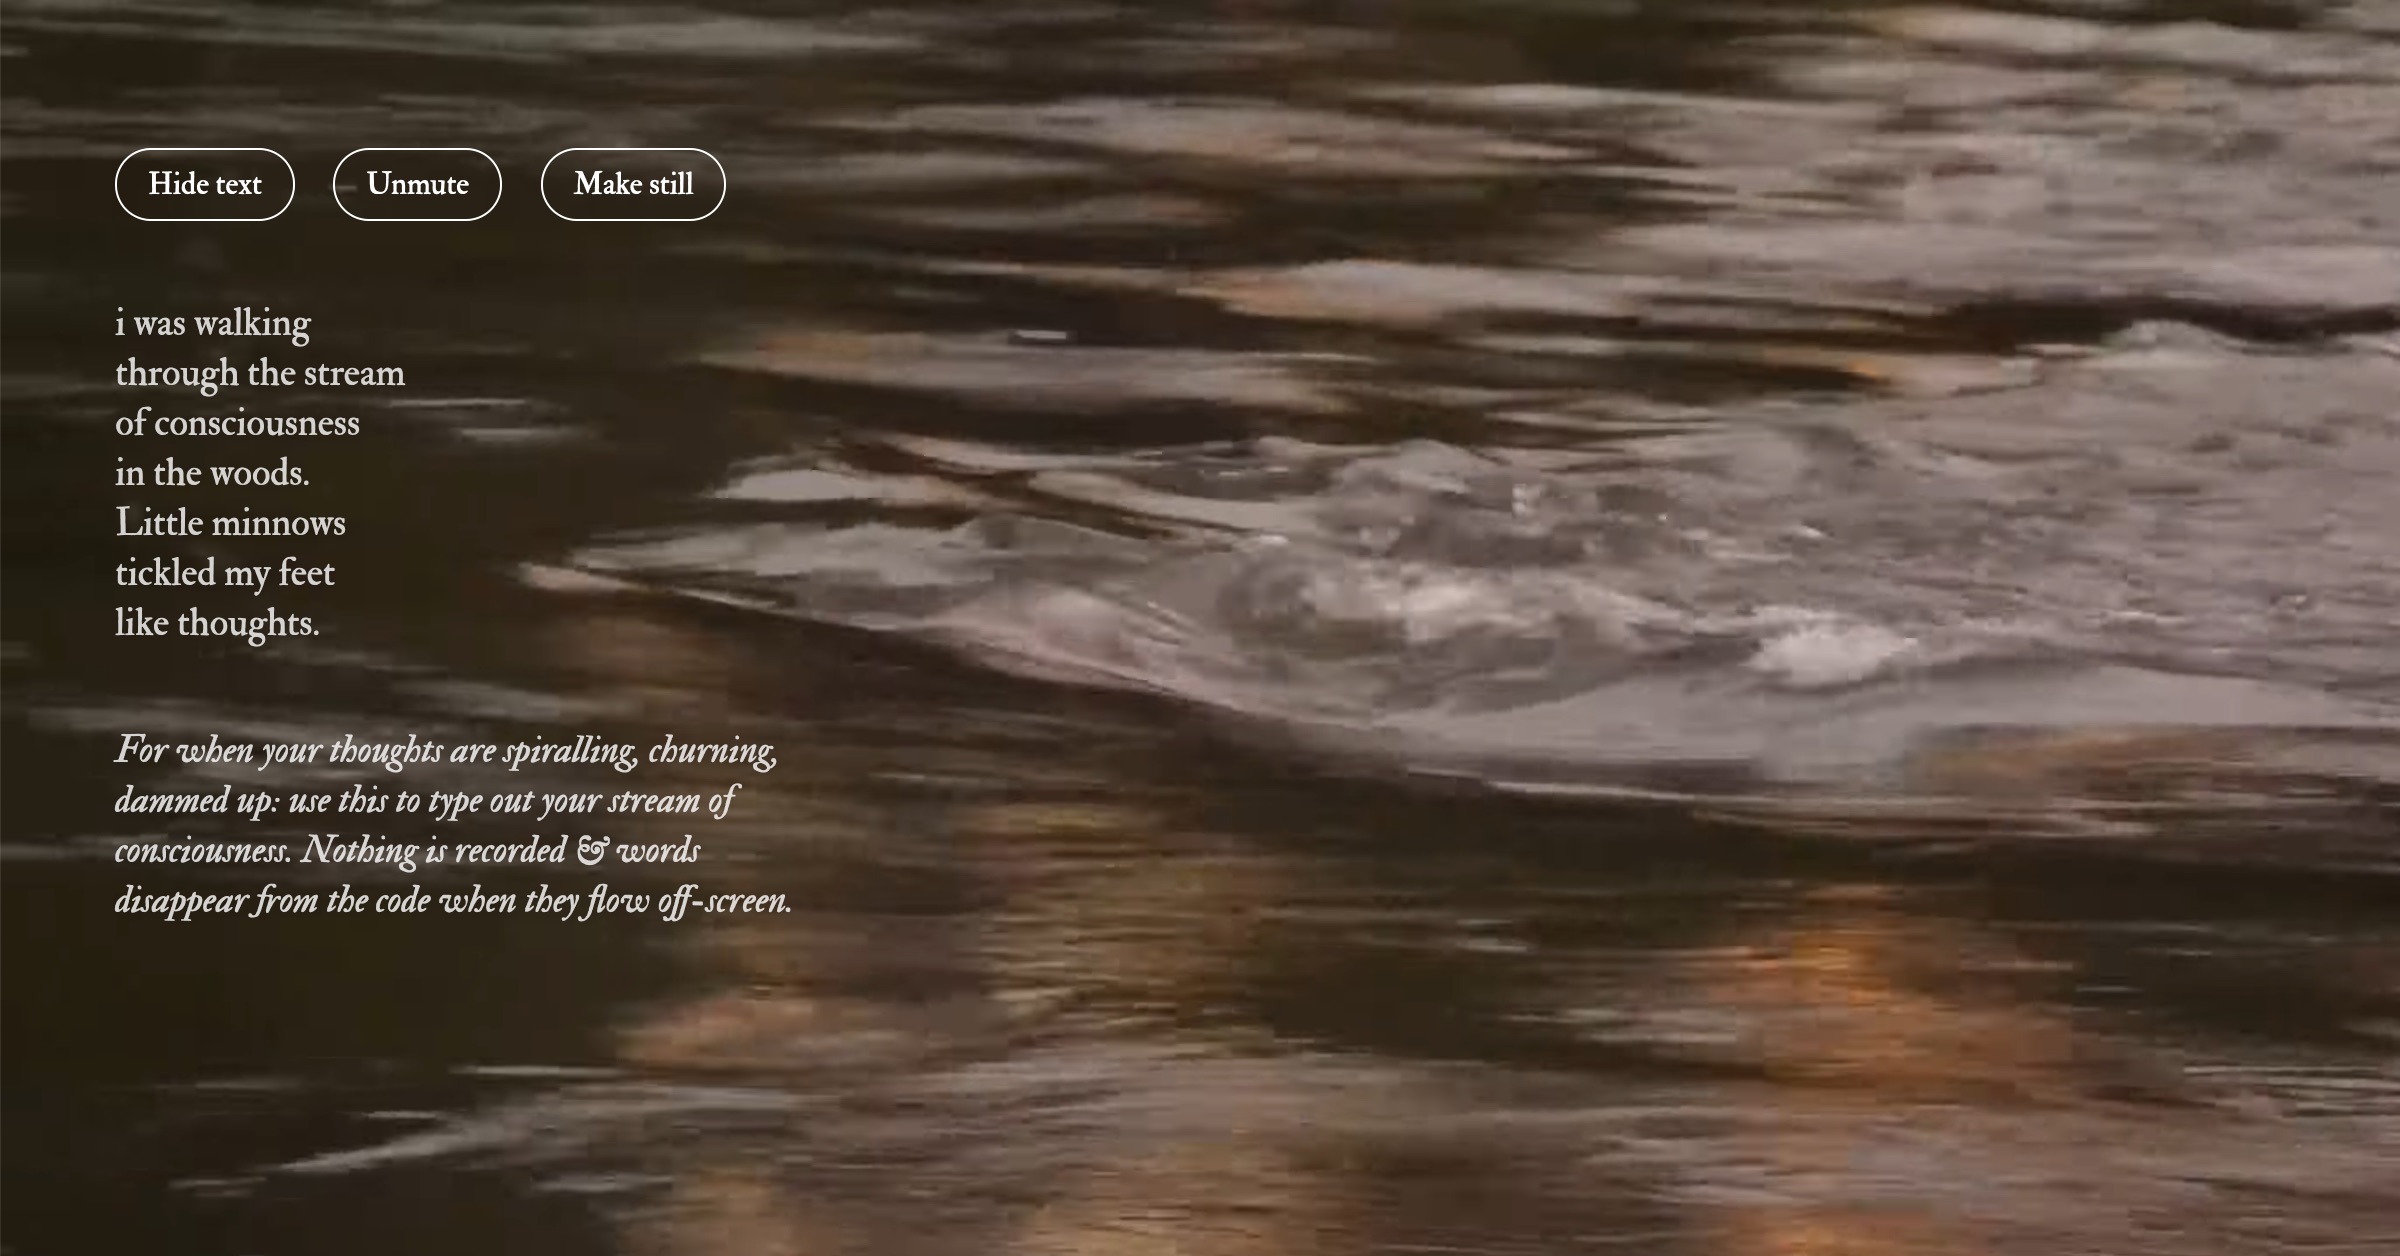 Hide text Unmute Make still
i was walking
through the stream
of consciousness
in the woods.
Little minnows
tickled my feet
like thoughts.
For when your thoughts are spiralling, churning,
dammed up: use this to type out your stream of
consciousness. Nothing is recorded & words
disappear from the code when they flow off-screen.